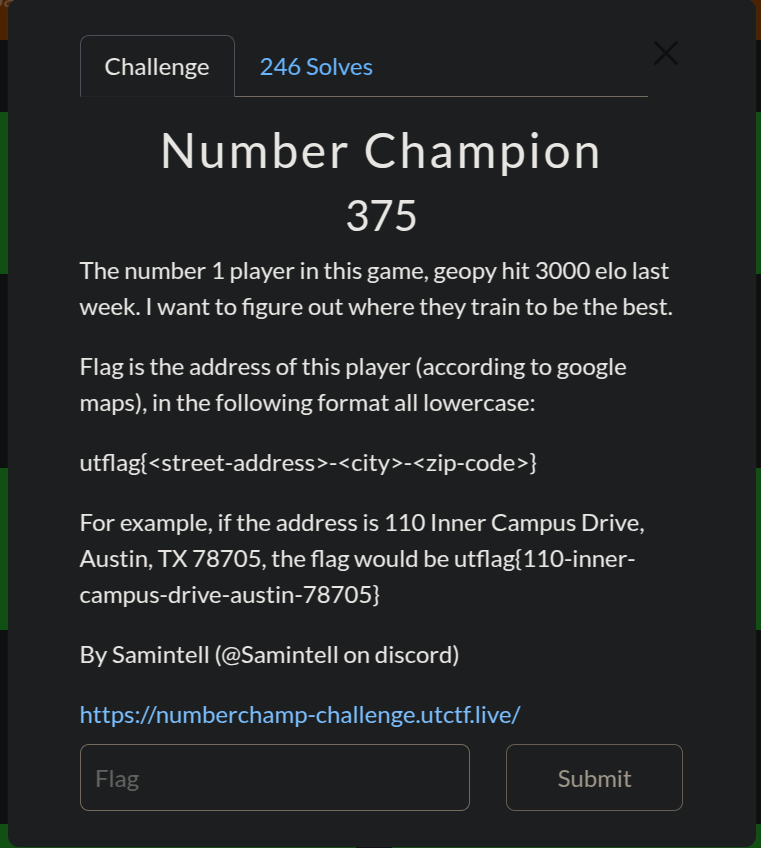 Challenge
246 Solves
Number Champion
375
The number 1 player in this game, geopy hit 3000 elo last
week. I want to figure out where they train to be the best.
Flag is the address of this player (according to google
maps), in the following format all lowercase:
utflag{<street-address>-<city>-<zip-code>}
For example, if the address is 110 Inner Campus Drive,
Austin, TX 78705, the flag would be utflag{110-inner-
campus-drive-austin-78705}
By Samintell (@Samintell on discord)
https://numberchamp-challenge.utctf.live/
Flag
Submit